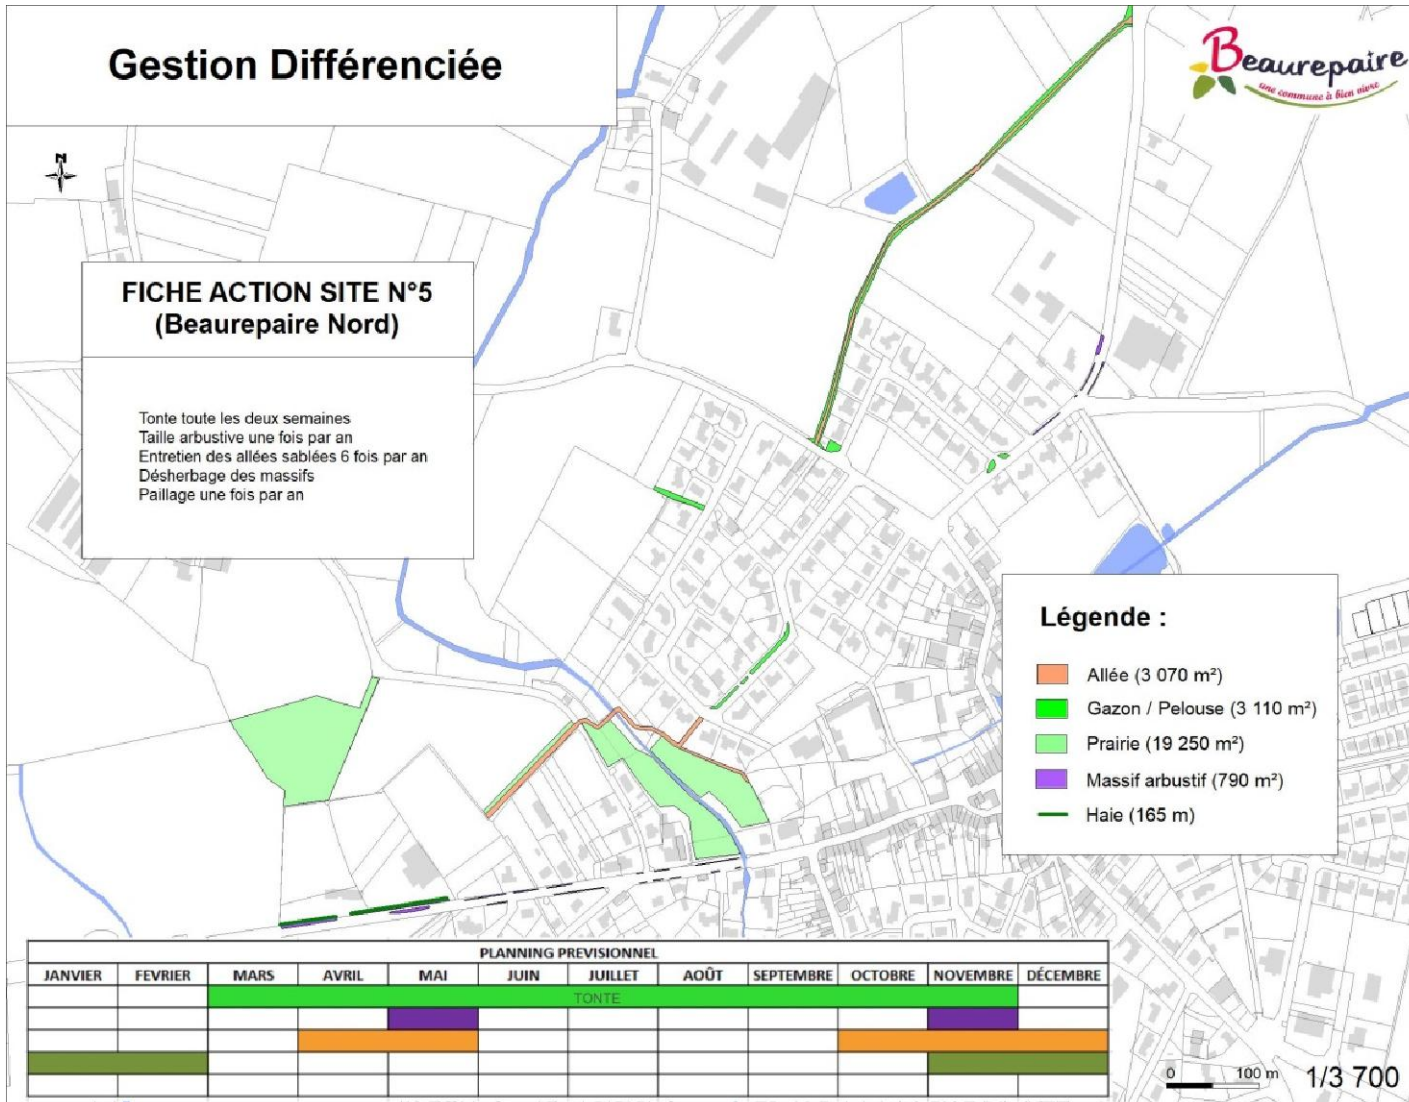 Gestion Différenciée
Beaurepaire
une commune à bien vivre
N
FICHE ACTION SITE N°5
(Beaurepaire Nord)
Tonte toute les deux semaines
Taille arbustive une fois par an
Entretien des allées sablées 6 fois par an
Désherbage des massifs
Paillage une fois par an
Légende :
Allée (3 070 m²)
Gazon / Pelouse (3 110 m²)
Prairie (19 250 m²)
Massif arbustif (790 m²)
Haie (165 m)
PLANNING PREVISIONNEL
JANVIER FEVRIER MARS AVRIL MAI JUIN JUILLET AOÛT SEPTEMBRE OCTOBRE NOVEMBRE DÉCEMBRE
TONTE
0 100 m
1/3 700